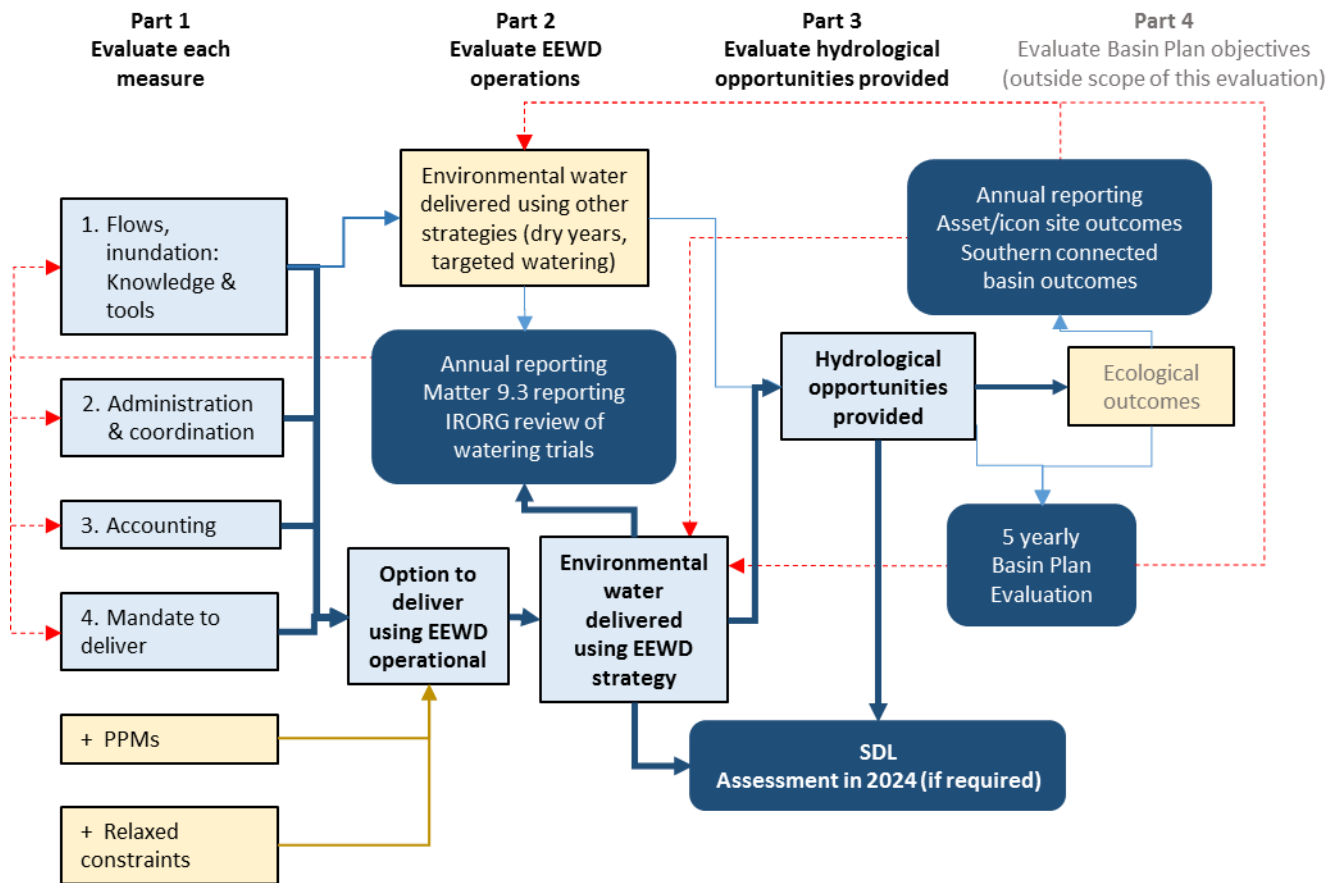 Part 1
Evaluate each
measure
Part 2
Evaluate EEWD
operations
Part 3
Evaluate hydrological
opportunities provided
Part 4
Evaluate Basin Plan objectives
(outside scope of this evaluation)
1. Flows,
inundation:
Knowledge &
tools
2. Administration
& coordination
3. Accounting
4. Mandate to
deliver
+ PPMs
+ Relaxed
constraints
Environmental water
delivered using other
strategies (dry years,
targeted watering)
Annual reporting
Matter 9.3 reporting
IRORG review of
watering trials
Option to
deliver
using EEWD
operational
Environmental
water
delivered
using EEWD
strategy
Hydrological
opportunities
provided
Annual reporting
Asset/icon site outcomes
Southern connected
basin outcomes
Ecological
outcomes
5 yearly
Basin Plan
Evaluation
SDL
Assessment in 2024 (if required)